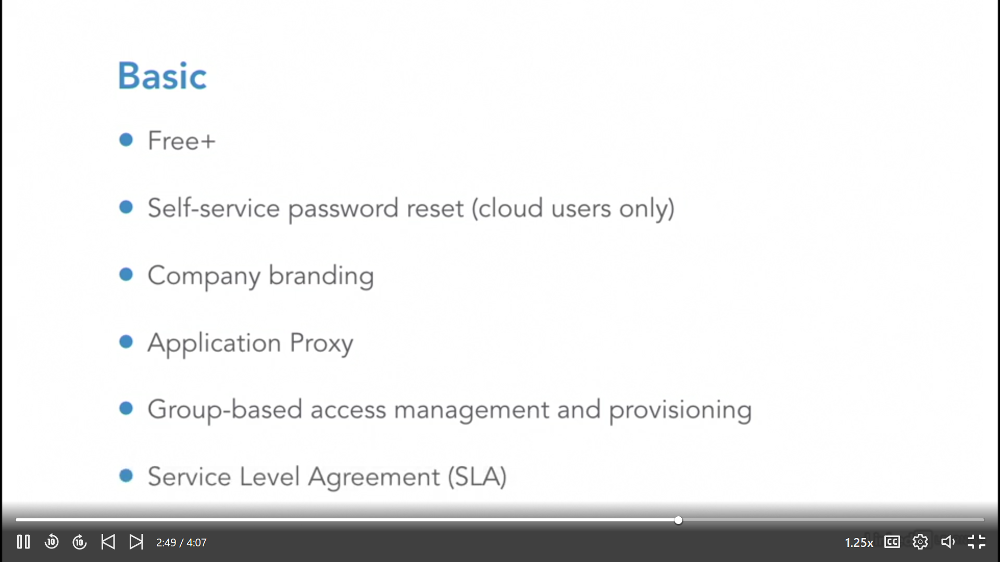 Basic
Free+
Self-service password reset (cloud users only)
Company branding
Application Proxy
Group-based access management and provisioning
Service Level Agreement (SLA)
10
10
2:49 / 4:07
1.25x
CC